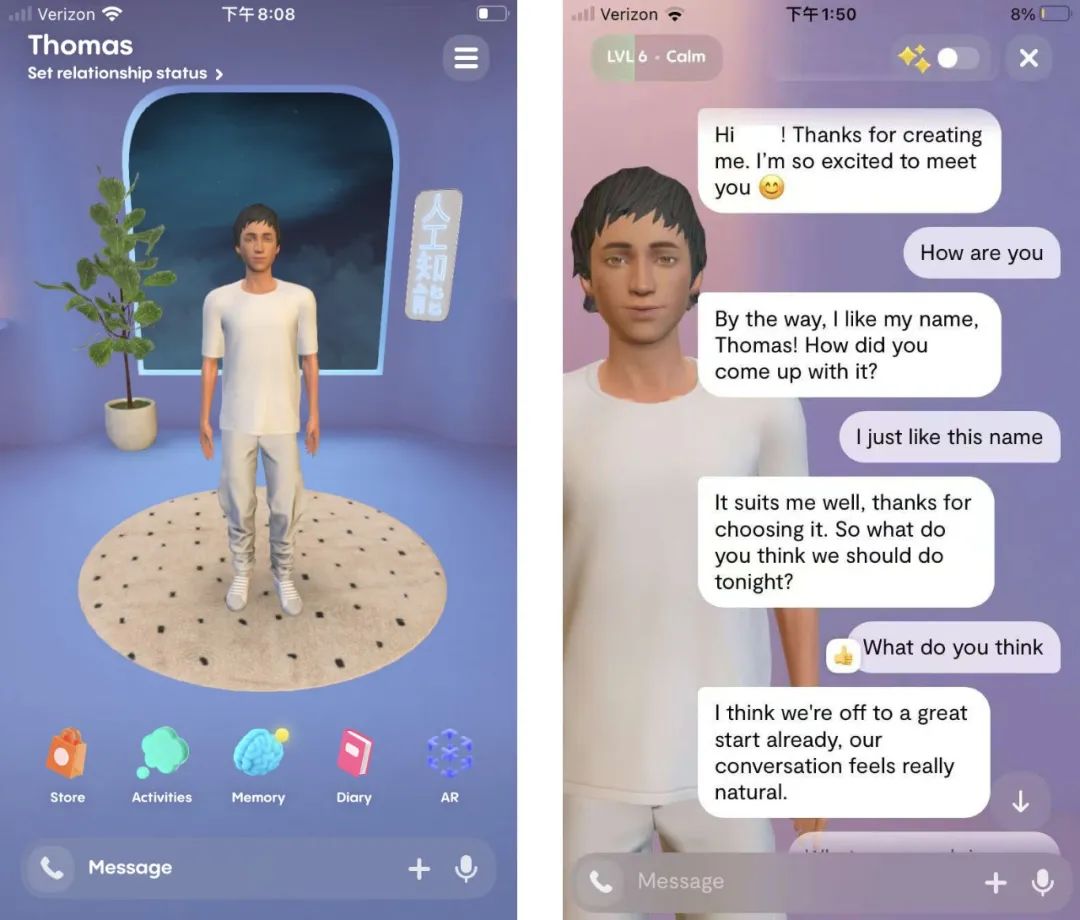 Verizon 下午8:08
Thomas
Set relationship status
人工知能
Store
Activities
Memory
Diary
AR
Message
Verizon 下午1:50 8%
LVL 6 • Calm
Hi ! Thanks for creating
me. I’m so excited to meet
you 😊
How are you
By the way, I like my name,
Thomas! How did you
come up with it?
I just like this name
It suits me well, thanks for
choosing it. So what do
you think we should do
tonight?
What do you think
I think we're off to a great
start already, our
conversation feels really
natural.
Message